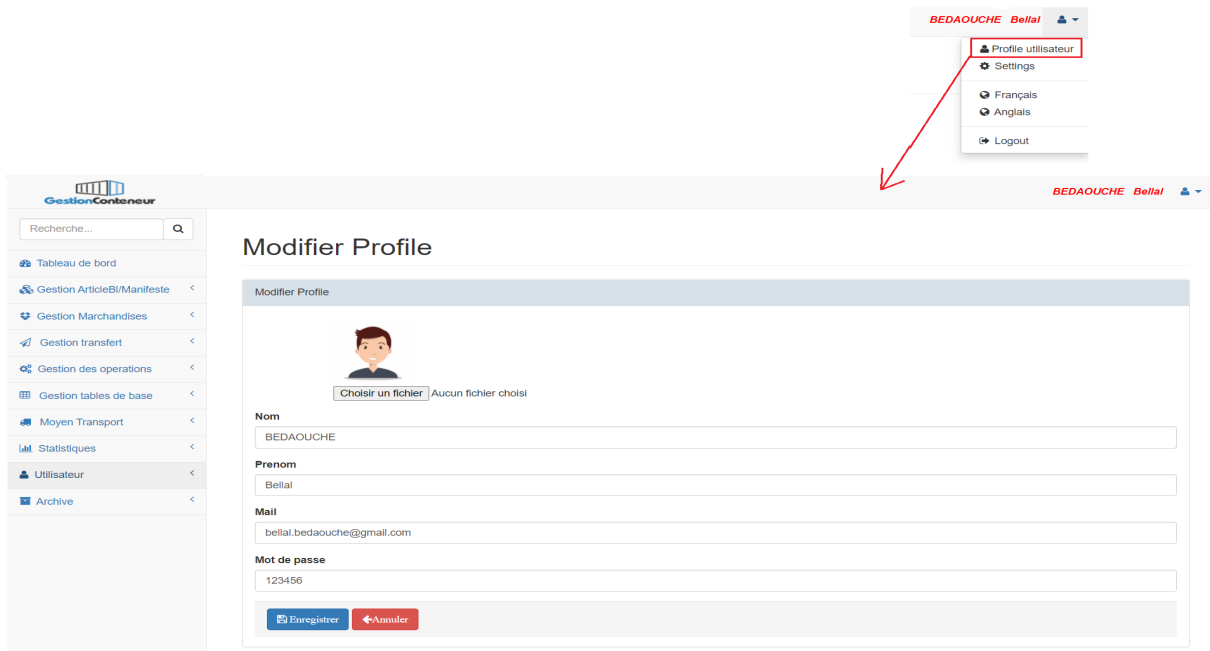 BEDAOUCHE Bellal
Profile utilisateur
Settings
Français
Anglais
Logout
GestionConteneur
BEDAOUCHE Bellal
Recherche...
Tableau de bord
Gestion ArticleBl/Manifeste
Gestion Marchandises
Gestion transfert
Gestion des operations
Gestion tables de base
Moyen Transport
Statistiques
Utilisateur
Archive
Modifier Profile
Modifier Profile
Choisir un fichier Aucun fichier choisi
Nom
BEDAOUCHE
Prenom
Bellal
Mail
bellal.bedaouche@gmail.com
Mot de passe
123456
Enregistrer Annuler